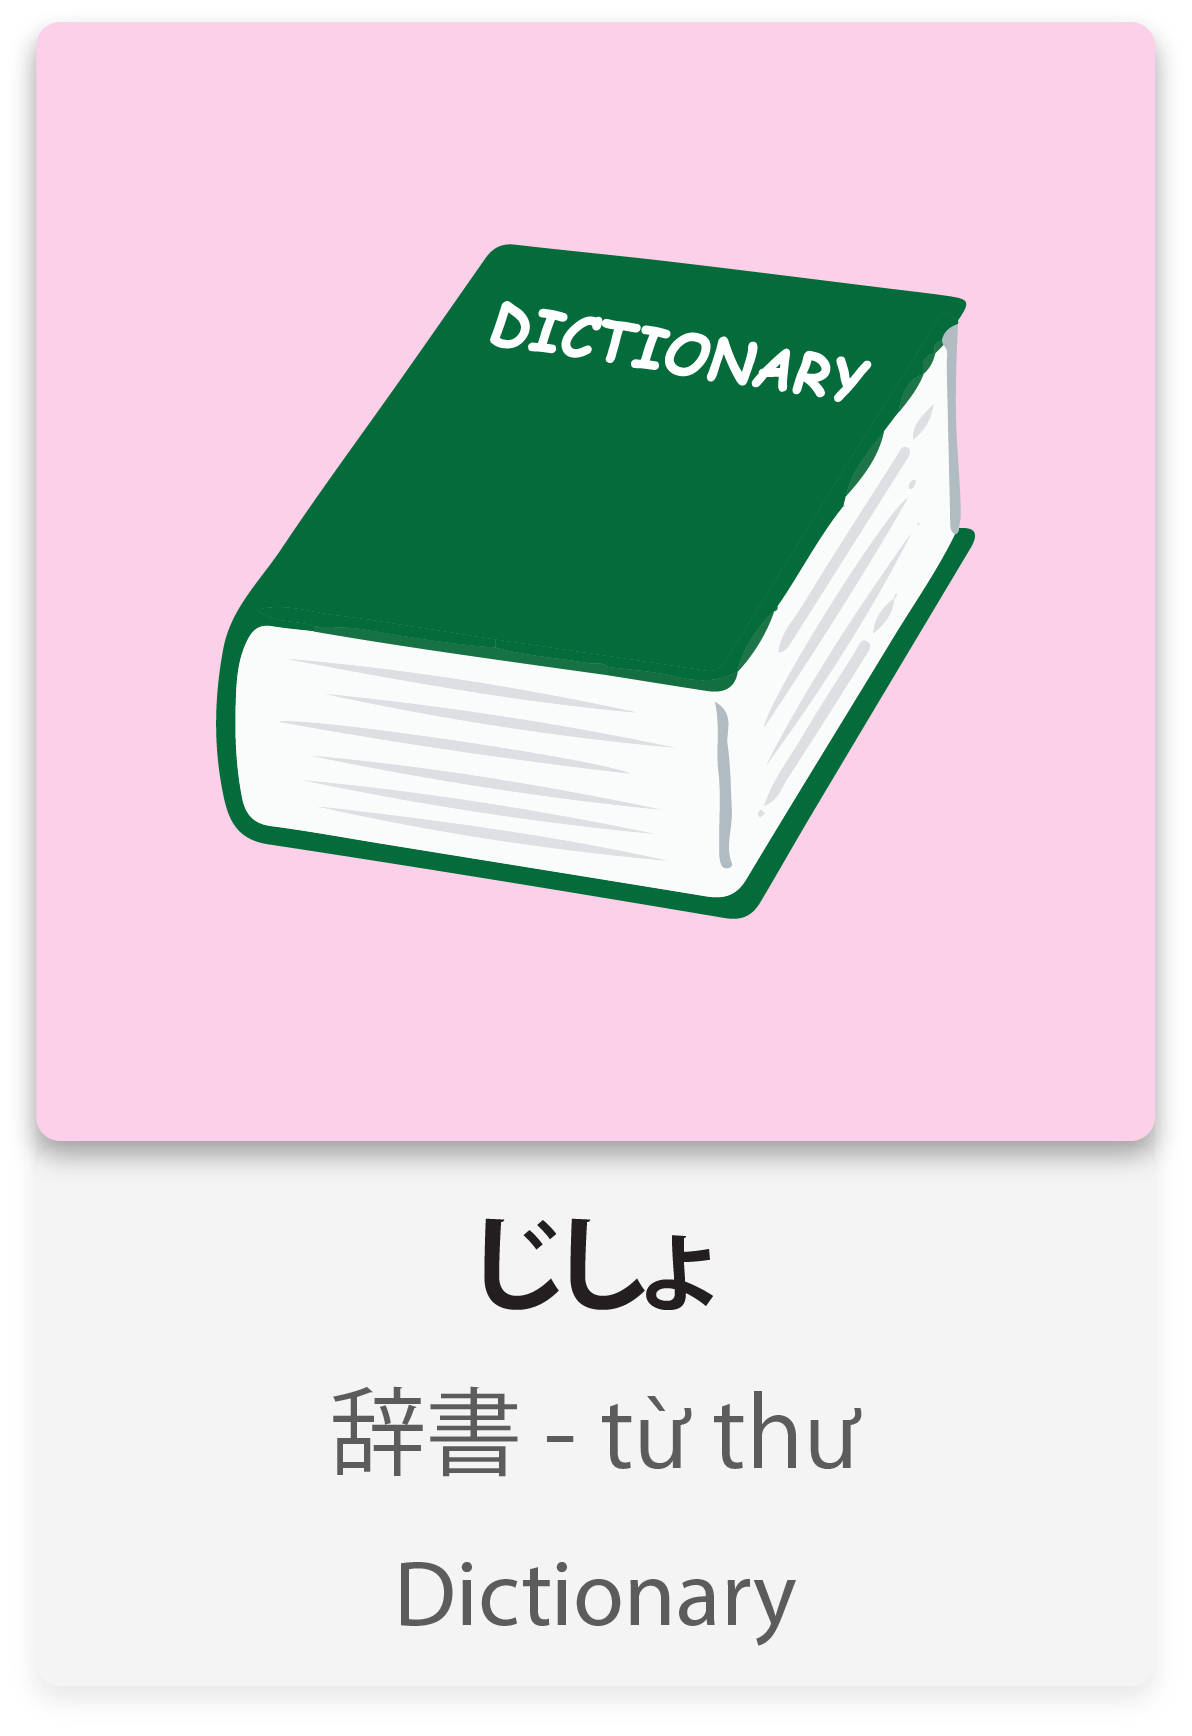 DICTIONARY
じしょ
辞書 - từ thư
Dictionary